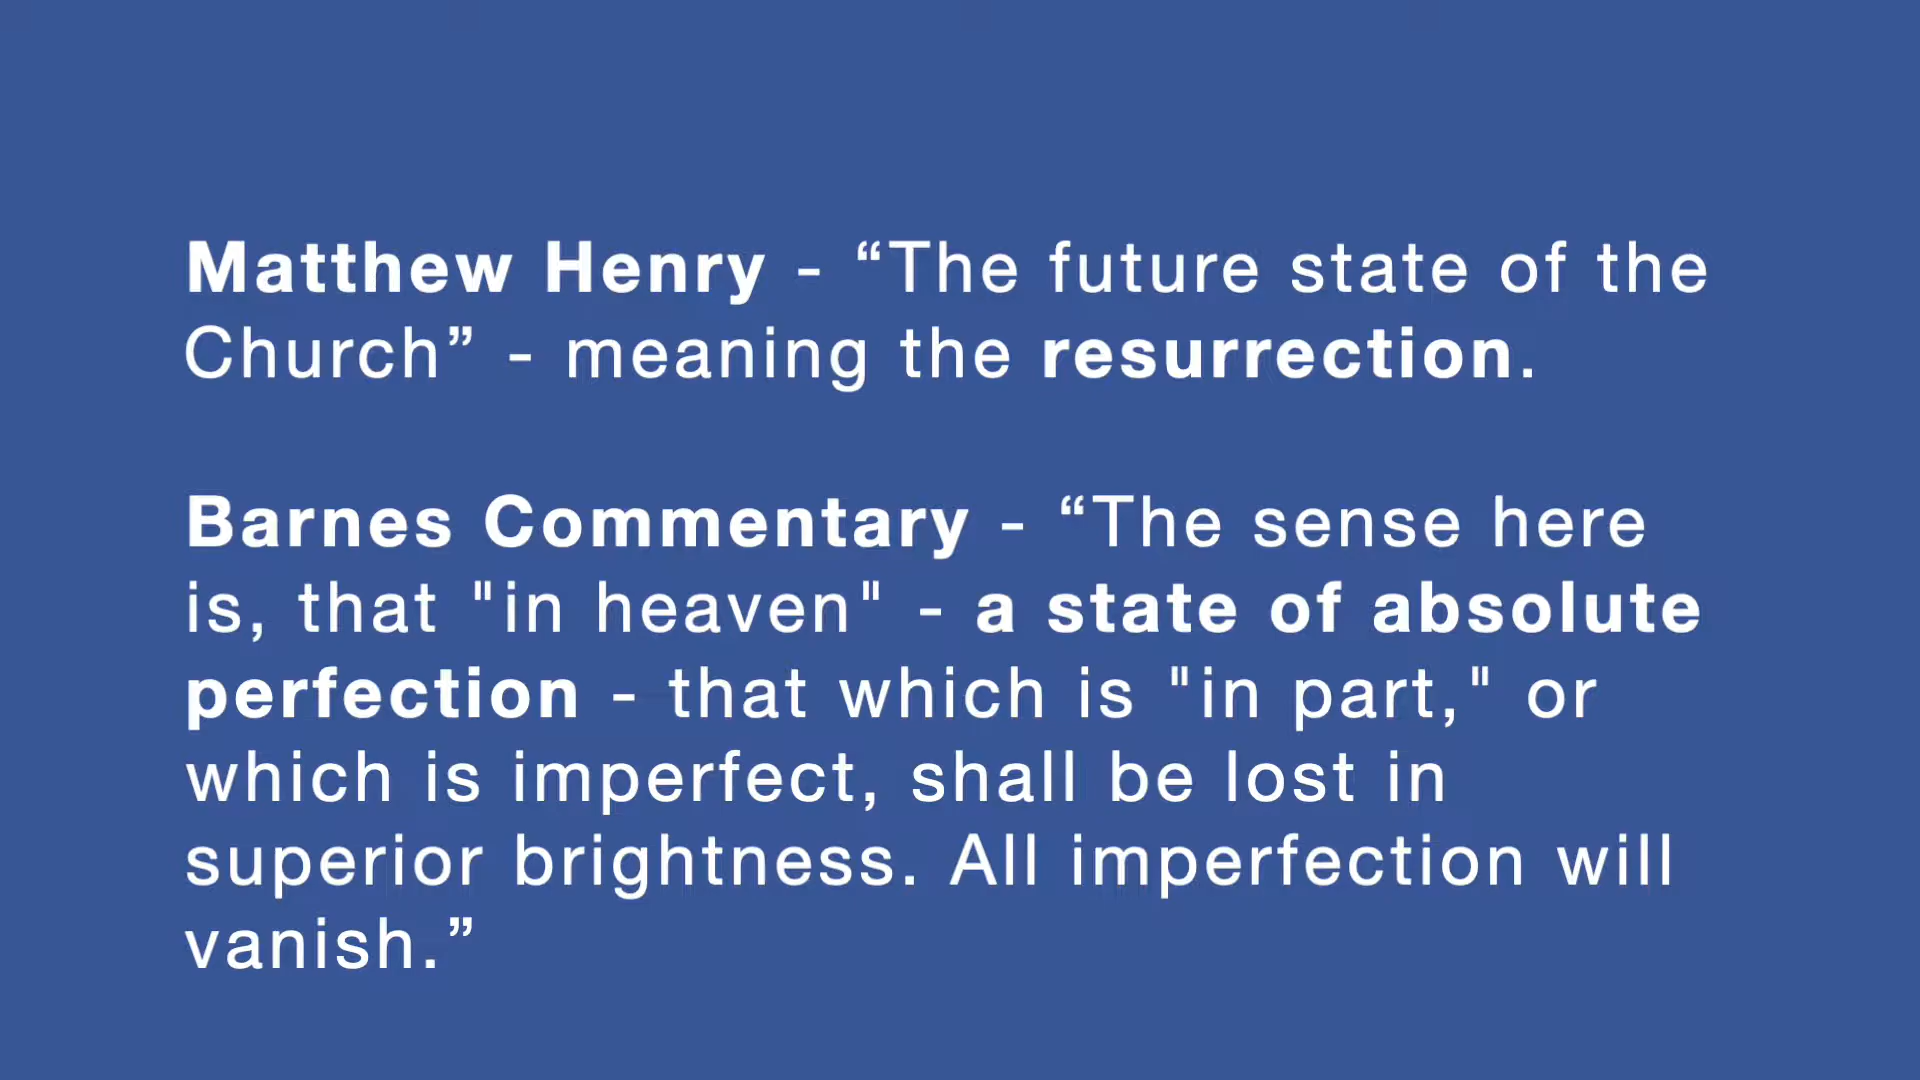 Matthew Henry - “The future state of the
Church” - meaning the resurrection.
Barnes Commentary - “The sense here
is, that "in heaven" - a state of absolute
perfection - that which is "in part," or
which is imperfect, shall be lost in
superior brightness. All imperfection will
vanish.”